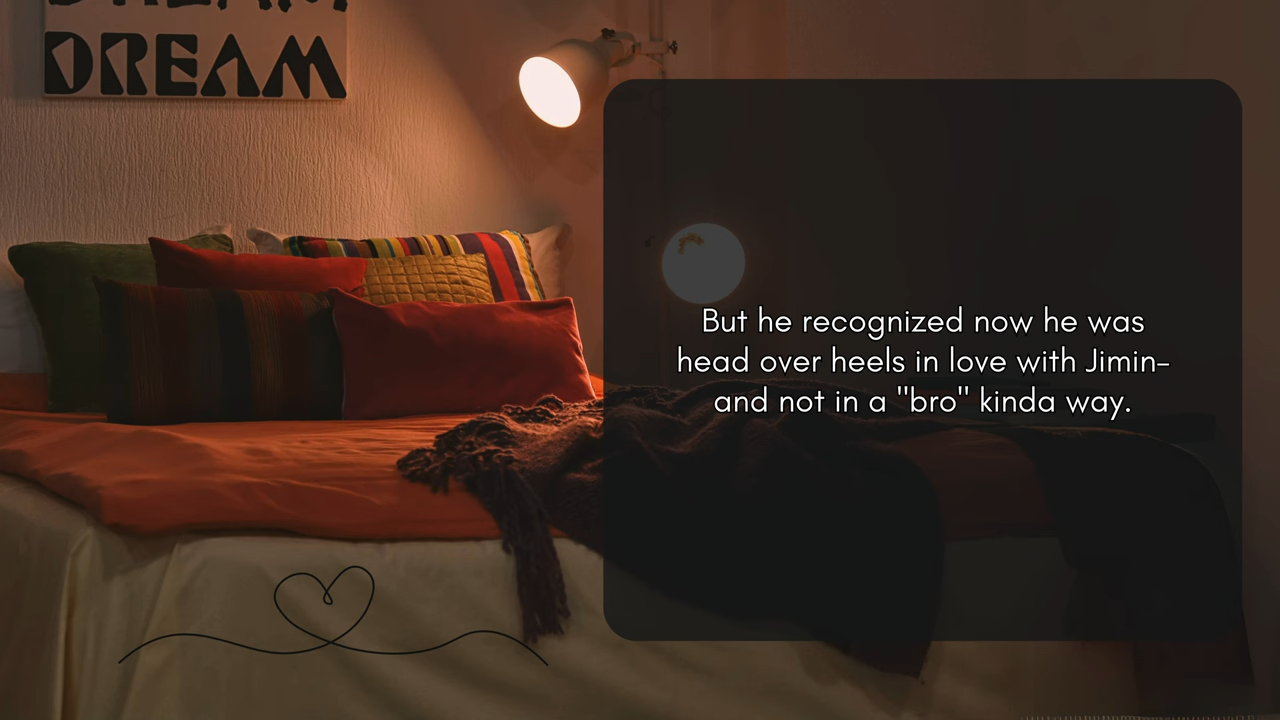 DREAM
DREAM
But he recognized now he was
head over heels in love with Jimin-
and not in a "bro" kinda way.